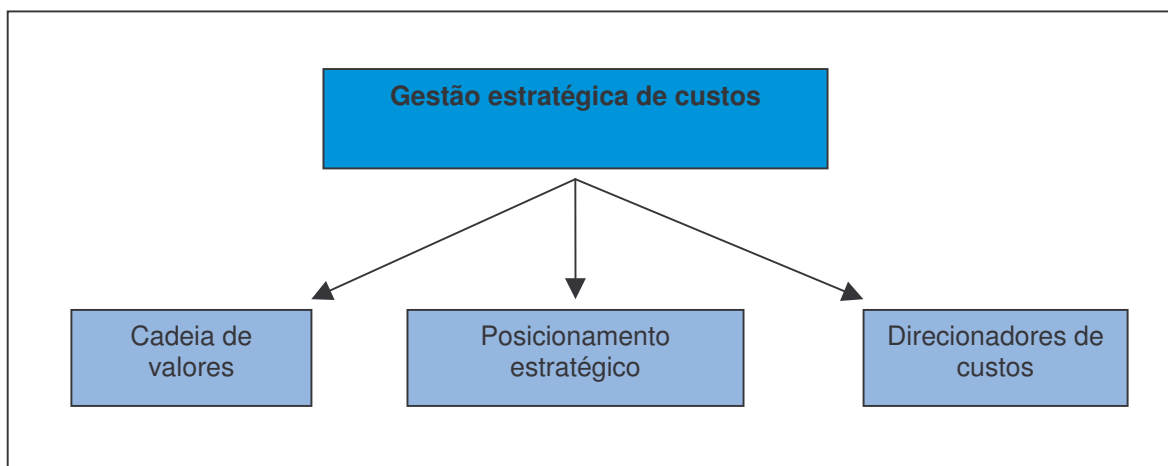 Gestão estratégica de custos
Cadeia de
valores
Posicionamento
estratégico
Direcionadores de
custos